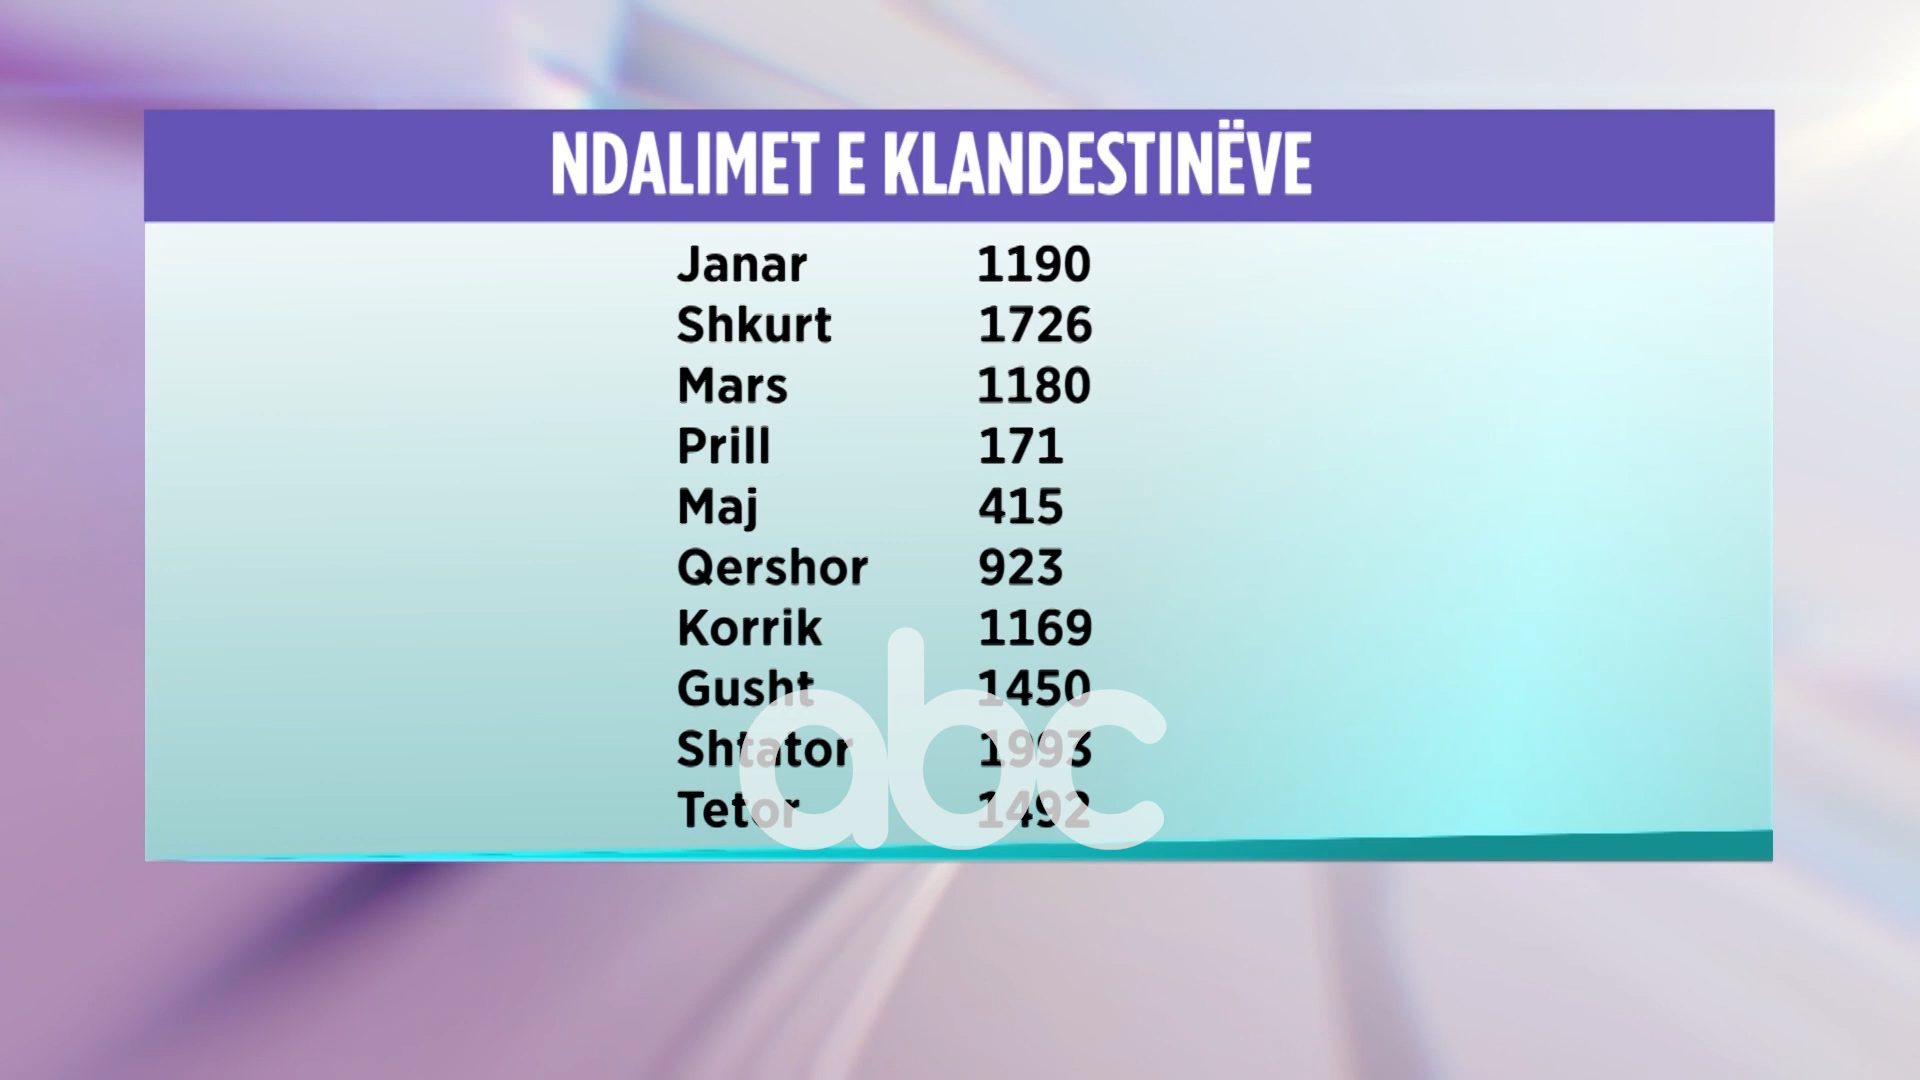 NDALIMET E KLANDESTINËVE
Janar 1190
Shkurt 1726
Mars 1180
Prill 171
Maj 415
Qershor 923
Korrik 1169
Gusht 1450
Shtator 1993
Tetor 1492
abc